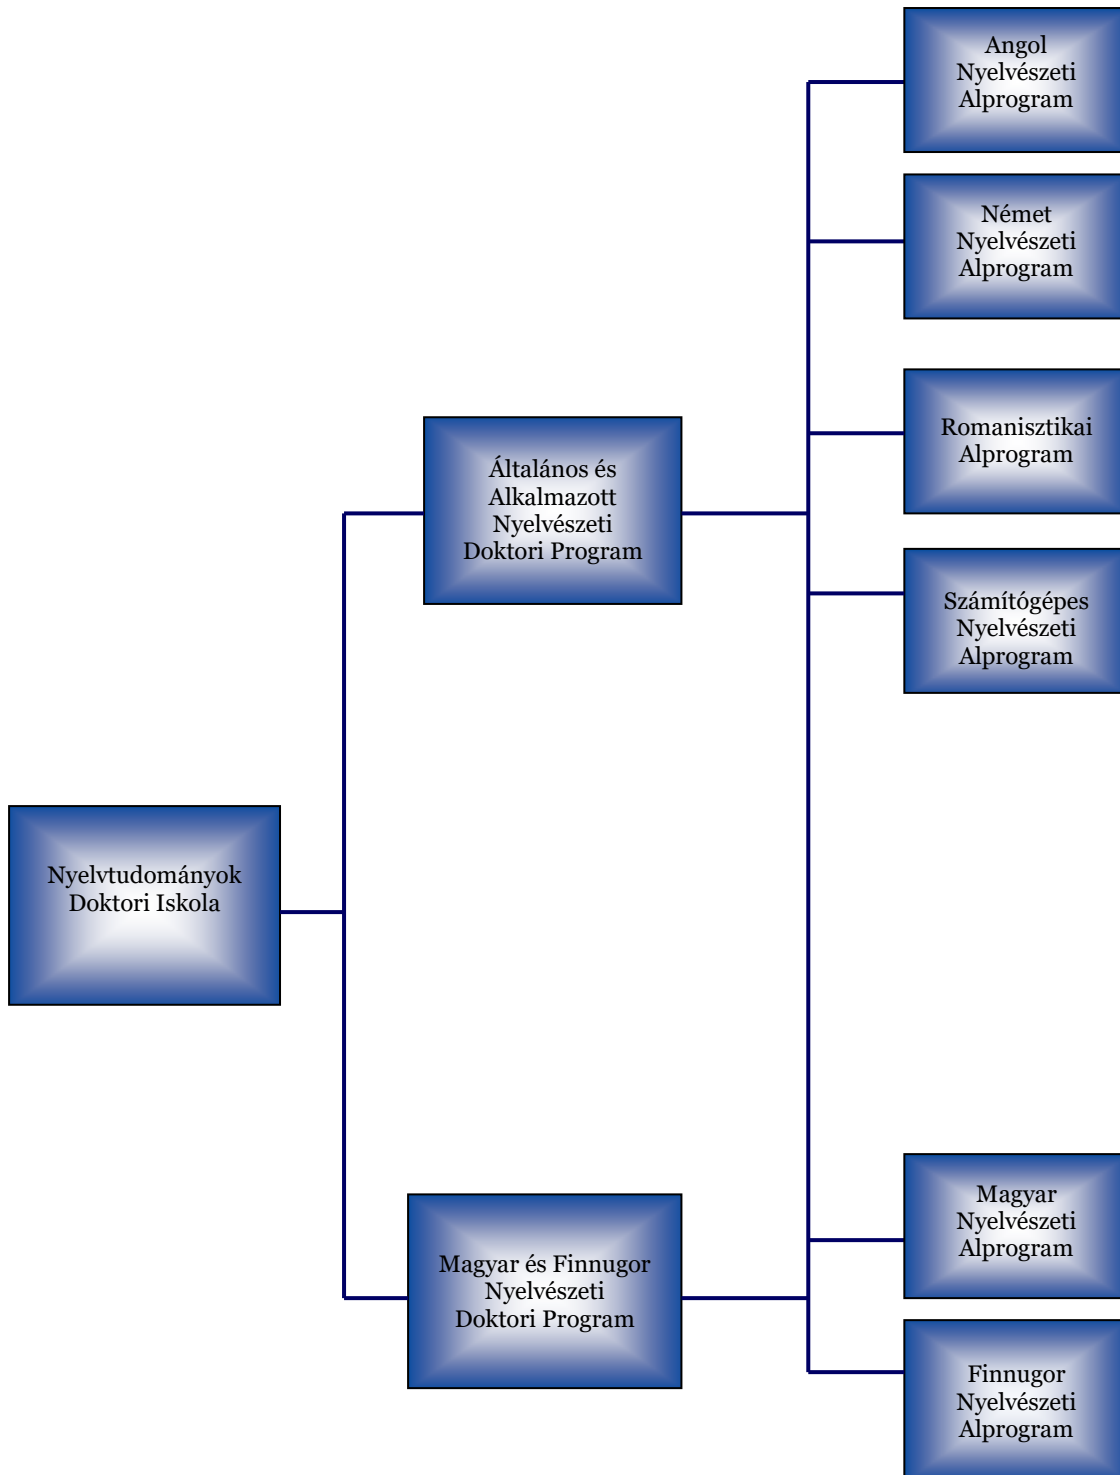 Angol
Nyelvészeti
Alprogram
Német
Nyelvészeti
Alprogram
Romanisztikai
Alprogram
Általános és
Alkalmazott
Nyelvészeti
Doktori Program
Számítógépes
Nyelvészeti
Alprogram
Nyelvtudományok
Doktori Iskola
Magyar és Finnugor
Nyelvészeti
Doktori Program
Magyar
Nyelvészeti
Alprogram
Finnugor
Nyelvészeti
Alprogram